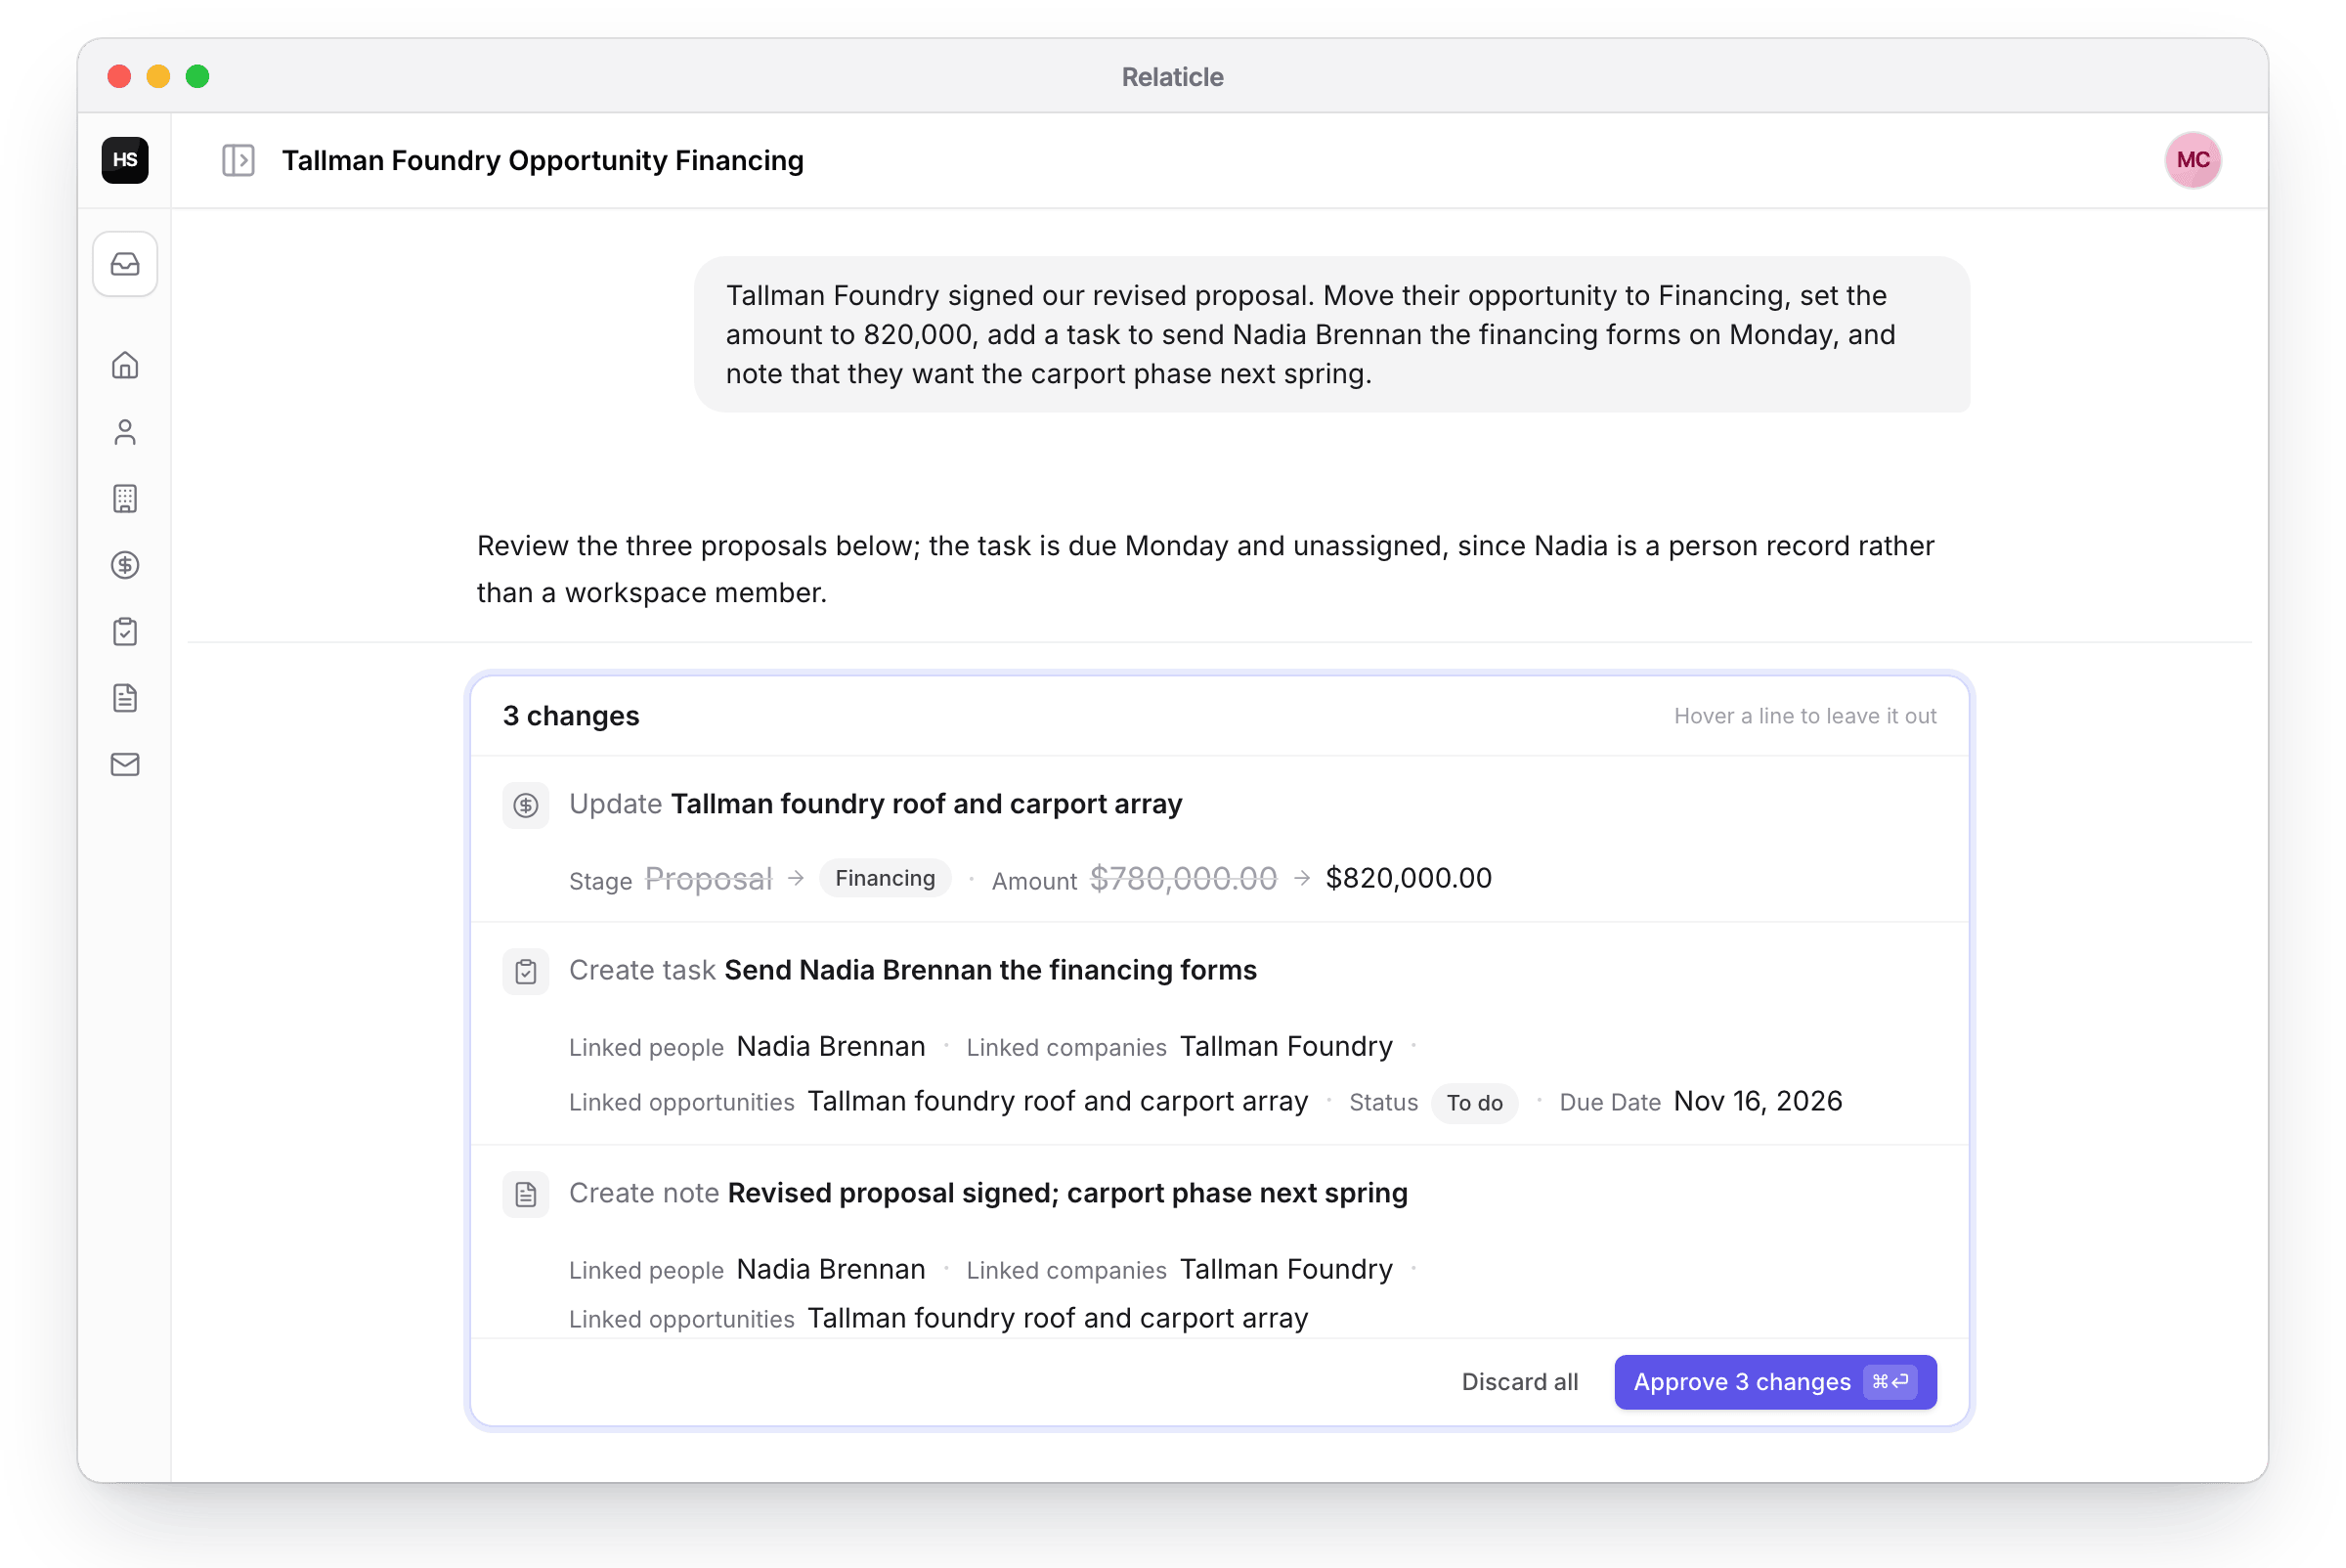 Relaticle
HS
Tallman Foundry Opportunity Financing
MC
Tallman Foundry signed our revised proposal. Move their opportunity to Financing, set the
amount to 820,000, add a task to send Nadia Brennan the financing forms on Monday, and
note that they want the carport phase next spring.
Review the three proposals below; the task is due Monday and unassigned, since Nadia is a person record rather
than a workspace member.
3 changes
Hover a line to leave it out
Update Tallman foundry roof and carport array
Stage Proposal → Financing · Amount $780,000.00 → $820,000.00
Create task Send Nadia Brennan the financing forms
Linked people Nadia Brennan · Linked companies Tallman Foundry ·
Linked opportunities Tallman foundry roof and carport array · Status To do · Due Date Nov 16, 2026
Create note Revised proposal signed; carport phase next spring
Linked people Nadia Brennan · Linked companies Tallman Foundry ·
Linked opportunities Tallman foundry roof and carport array
Discard all
Approve 3 changes ⌘↵